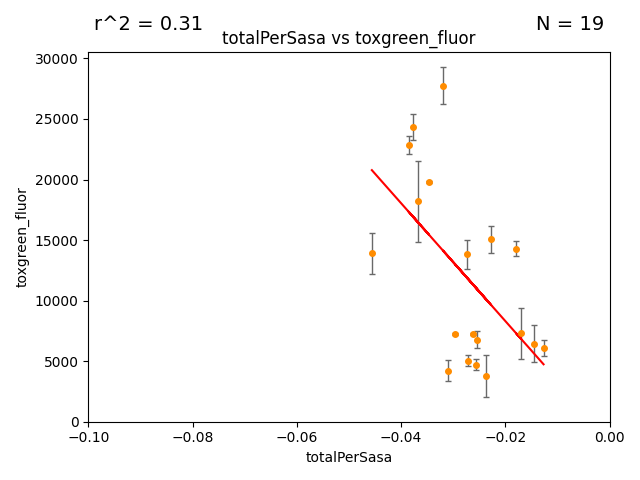 r^2 = 0.31
N = 19
totalPerSasa vs toxgreen_fluor
30000
25000
20000
15000
10000
5000
0
toxgreen_fluor
−0.10
−0.08
−0.06
−0.04
−0.02
0.00
totalPerSasa